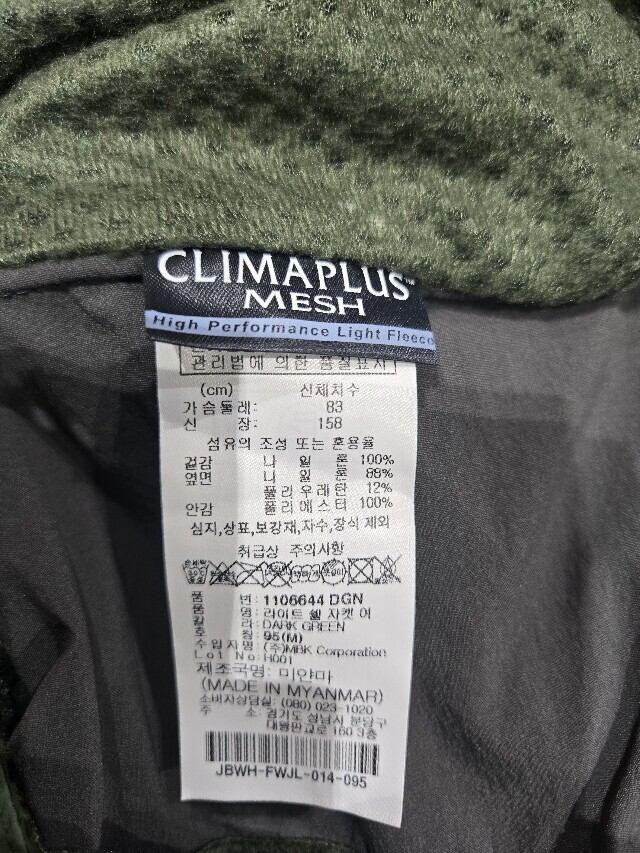 CLIMAPLUS™
MESH
High Performance Light Fleece
관리법에 의한 품질표시
(cm) 신체치수
가슴둘레: 83
신 장: 158
섬유의 조성 또는 혼용율
겉감 나 일 론 100%
옆면 나 일 론 88%
폴리우레탄 12%
안감 폴리에스터 100%
심지,상표,보강재,자수,장식 제외
취급상 주의사항
품 번: 1106644 DGN
품 명: 라이트 쉘 자켓 여
칼 라: DARK GREEN
호 칭: 95(M)
수입자명: (주)MBK Corporation
Lot No: H001
제조국명: 미얀마
(MADE IN MYANMAR)
소비자상담실: (080) 023-1020
주 소: 경기도 성남시 분당구
대왕판교로 160 3층
JBWH-FWJL-014-095